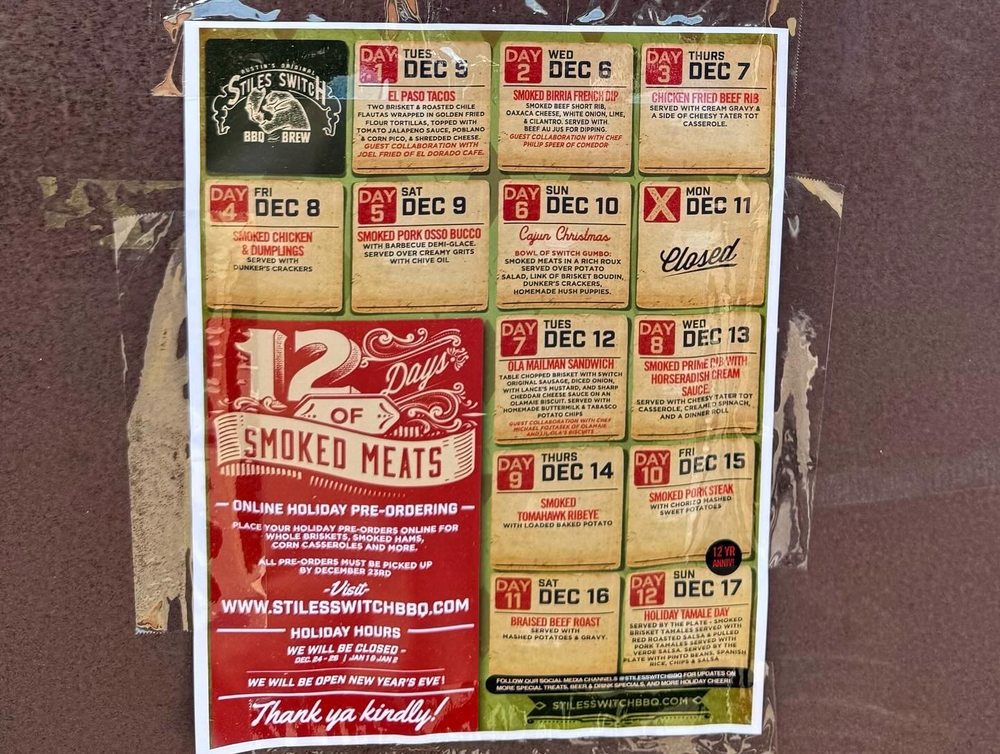 AUSTIN'S ORIGINAL
STILES SWITCH
BBQ BREW
DAY 1 TUES DEC 5
EL PASO TACOS
TWO BRISKET & ROASTED CHILE
FLAUTAS WRAPPED IN GOLDEN FRIED
FLOUR TORTILLAS, TOPPED WITH
TOMATO JALAPENO SAUCE, POBLANO
& CORN PICO, & SHREDDED CHEESE.
GUEST COLLABORATION WITH
JOEL FRIED OF EL DORADO CAFE.
DAY 2 WED DEC 6
SMOKED BIRRIA FRENCH DIP
SMOKED BEEF SHORT RIB,
OAXACA CHEESE, WHITE ONION, LIME,
& CILANTRO. SERVED WITH
BEEF AU JUS FOR DIPPING.
GUEST COLLABORATION WITH CHEF
PHILIP SPEER OF COMEDOR
DAY 3 THURS DEC 7
CHICKEN FRIED BEEF RIB
SERVED WITH CREAM GRAVY &
A SIDE OF CHEESY TATER TOT
CASSEROLE.
DAY 4 FRI DEC 8
SMOKED CHICKEN
& DUMPLINGS
SERVED WITH
DUNKER'S CRACKERS
DAY 5 SAT DEC 9
SMOKED PORK OSSO BUCCO
WITH BARBECUE DEMI-GLACE.
SERVED OVER CREAMY GRITS
WITH CHIVE OIL.
DAY 6 SUN DEC 10
Cajun Christmas
BOWL OF SWITCH GUMBO:
SMOKED MEATS IN A RICH ROUX
SERVED OVER POTATO
SALAD, LINK OF BRISKET BOUDIN,
DUNKER'S CRACKERS,
HOMEMADE HUSH PUPPIES.
X MON DEC 11
Closed
DAY 7 TUES DEC 12
OLA MAILMAN SANDWICH
TABLE CHOPPED BRISKET WITH SWITCH
ORIGINAL SAUSAGE, DICED ONION,
WITH LANCE'S MUSTARD, AND SHARP
CHEDDAR CHEESE SAUCE ON AN
OLAMAIE BISCUIT. SERVED WITH
HOMEMADE BUTTERMILK & TABASCO
POTATO CHIPS
GUEST COLLABORATION WITH CHEF
MICHAEL FOJTASEK OF OLAMAIE
AND LIL OLA'S BISCUITS
DAY 8 WED DEC 13
SMOKED PRIME RIB WITH
HORSERADISH CREAM
SAUCE.
SERVED WITH CHEESY TATER TOT
CASSEROLE, CREAMED SPINACH,
AND A DINNER ROLL
DAY 9 THURS DEC 14
SMOKED
TOMAHAWK RIBEYE
WITH LOADED BAKED POTATO
DAY 10 FRI DEC 15
SMOKED PORK STEAK
WITH CHORIZO MASHED
SWEET POTATOES
DAY 11 SAT DEC 16
BRAISED BEEF ROAST
SERVED WITH
MASHED POTATOES & GRAVY.
12 YR
ANNIV!
DAY 12 SUN DEC 17
HOLIDAY TAMALE DAY
SERVED BY THE PLATE - SMOKED
BRISKET TAMALES SERVED WITH
RED ROASTED SALSA & PULLED
PORK TAMALES WITH
VERDE SALSA. SERVED BY THE
PLATE WITH PINTO BEANS, SPANISH
RICE, CHIPS & SALSA
12 Days
OF
SMOKED MEATS
- ONLINE HOLIDAY PRE-ORDERING -
PLACE YOUR HOLIDAY PRE-ORDERS ONLINE FOR
WHOLE BRISKETS, SMOKED HAMS,
CORN CASSEROLES AND MORE.
ALL PRE-ORDERS MUST BE PICKED UP
BY DECEMBER 23RD
-Visit-
WWW.STILESSWITCHBBQ.COM
HOLIDAY HOURS
WE WILL BE CLOSED -
DEC. 24 - 26 | JAN 1 & JAN 2
WE WILL BE OPEN NEW YEAR'S EVE!
Thank ya kindly!
FOLLOW OUR SOCIAL MEDIA CHANNELS @STILESSWITCHBBQ FOR UPDATES ON
MORE SPECIAL TREATS, BEER & DRINK SPECIALS, AND MORE HOLIDAY CHEER!
STILESSWITCHBBQ.COM